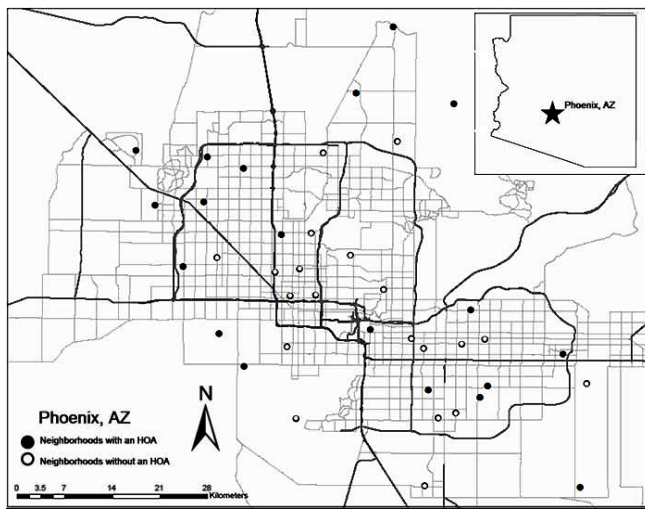 Phoenix, AZ
N
Phoenix, AZ
Neighborhoods with an HOA
Neighborhoods without an HOA
0 3.5 7 14 21 28
Kilometers